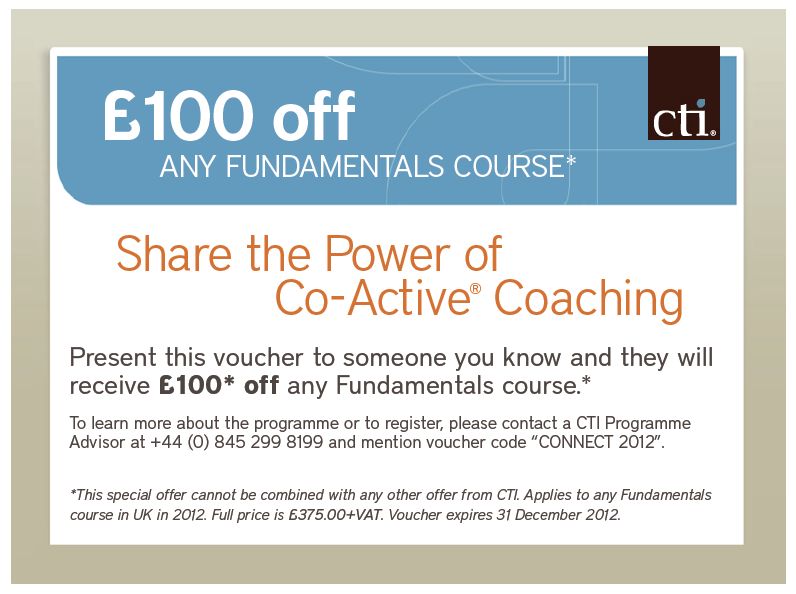 £100 off
ANY FUNDAMENTALS COURSE*
cti®
Share the Power of
Co-Active® Coaching
Present this voucher to someone you know and they will
receive £100* off any Fundamentals course.*
To learn more about the programme or to register, please contact a CTI Programme
Advisor at +44 (0) 845 299 8199 and mention voucher code “CONNECT 2012”.
*This special offer cannot be combined with any other offer from CTI. Applies to any Fundamentals
course in UK in 2012. Full price is £375.00+VAT. Voucher expires 31 December 2012.